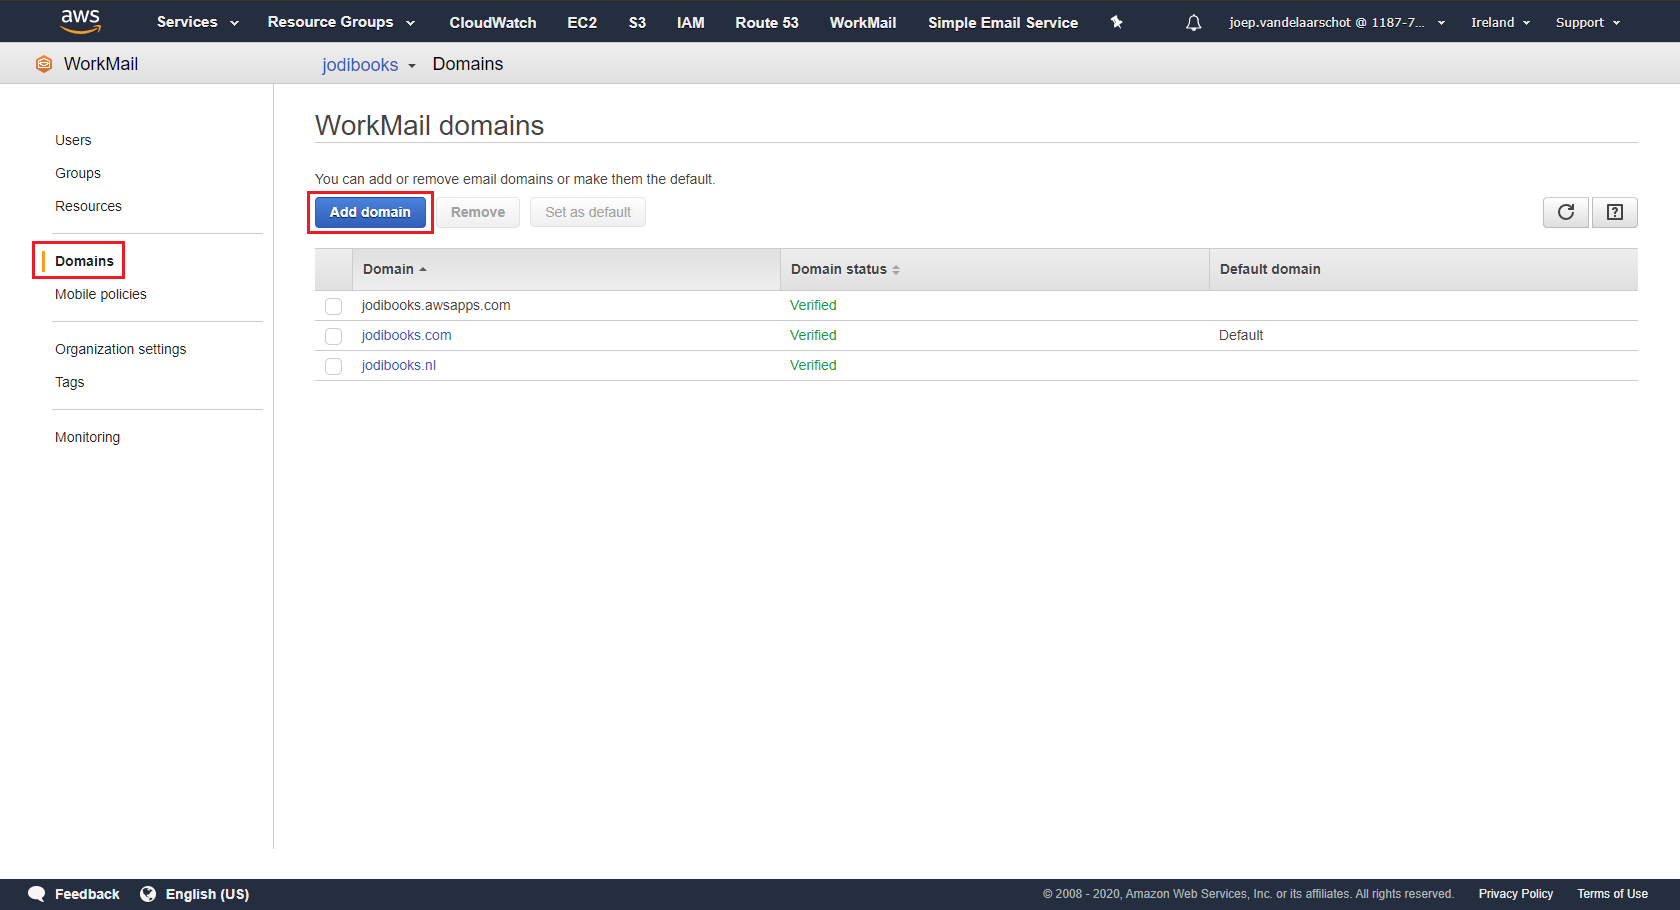 aws Services Resource Groups CloudWatch EC2 S3 IAM Route 53 WorkMail Simple Email Service joep.vandelaarschot @ 1187-7... Ireland Support
WorkMail jodibooks Domains
Users
Groups
Resources
Domains
Mobile policies
Organization settings
Tags
Monitoring
WorkMail domains
You can add or remove email domains or make them the default.
Add domain Remove Set as default ?
Domain Domain status Default domain
jodibooks.awsapps.com Verified
jodibooks.com Verified Default
jodibooks.nl Verified
Feedback English (US) © 2008 - 2020, Amazon Web Services, Inc. or its affiliates. All rights reserved. Privacy Policy Terms of Use